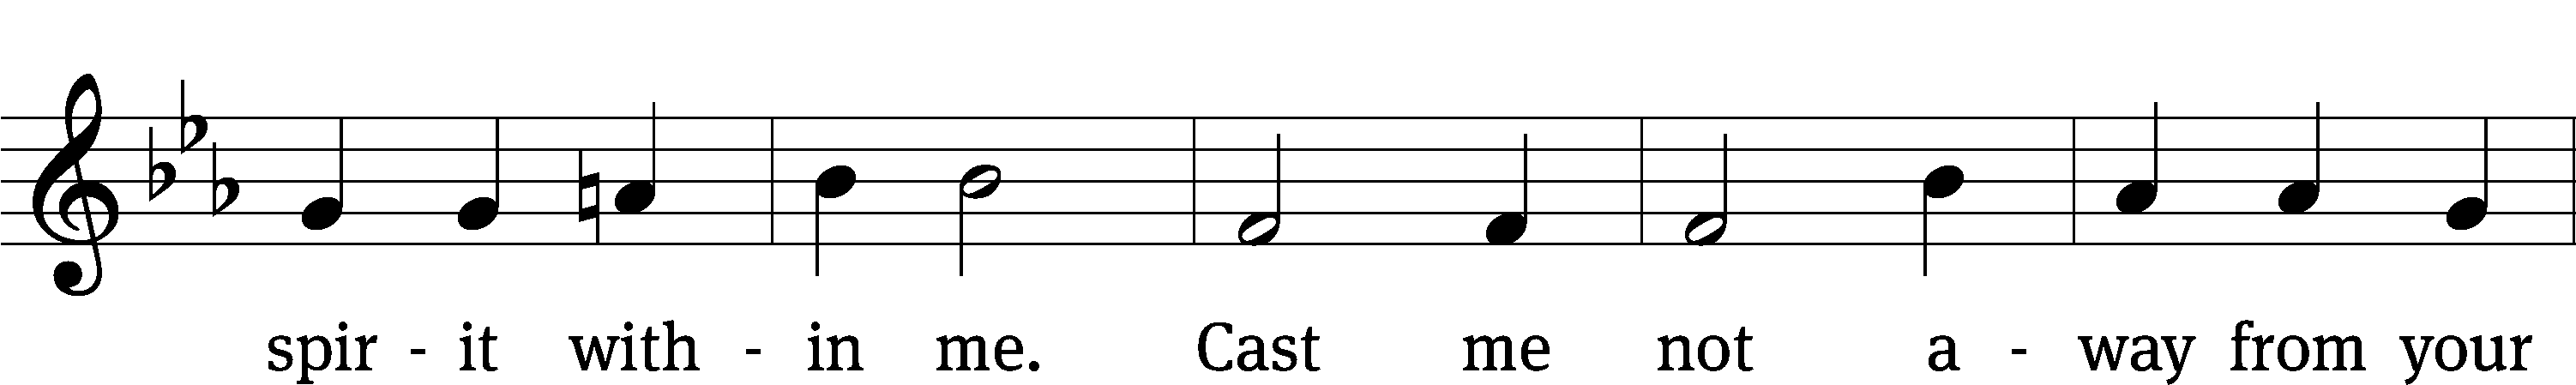 spir - it with - in me. Cast me not a - way from your